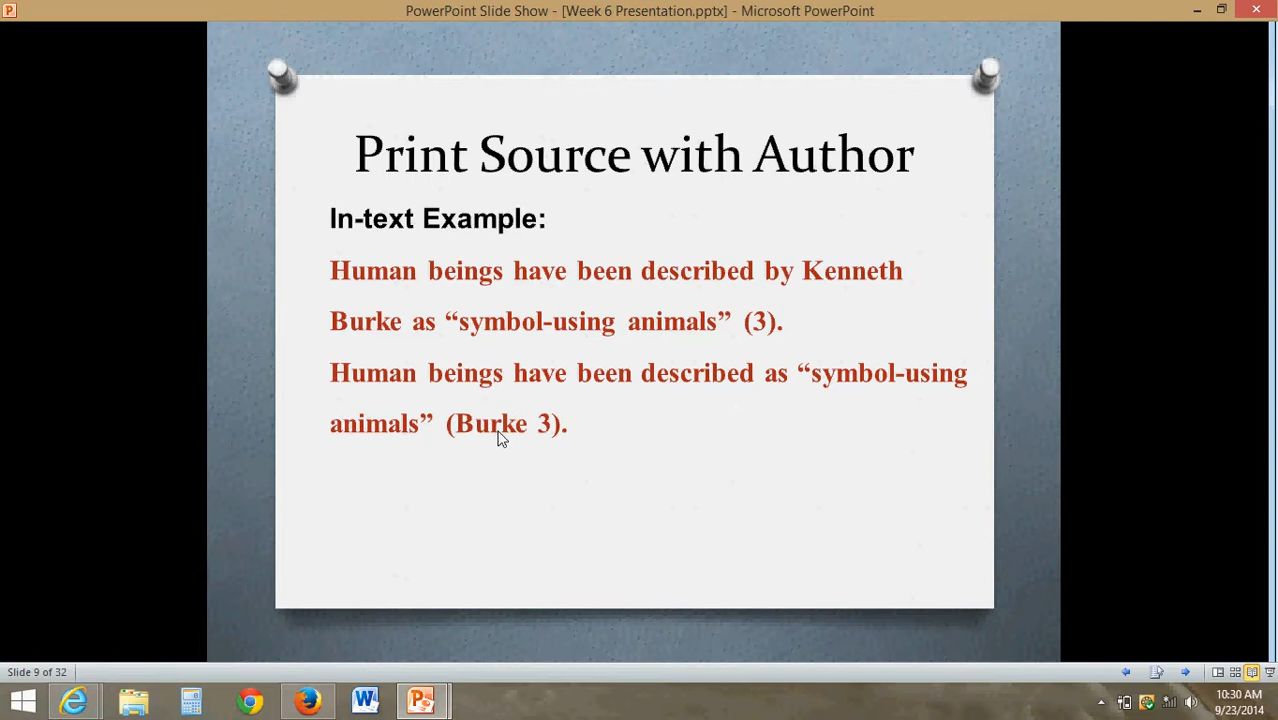 PowerPoint Slide Show - [Week 6 Presentation.pptx] - Microsoft PowerPoint
Print Source with Author
In-text Example:
Human beings have been described by Kenneth
Burke as “symbol-using animals” (3).
Human beings have been described as “symbol-using
animals” (Burke 3).
Slide 9 of 32
10:30 AM
9/23/2014